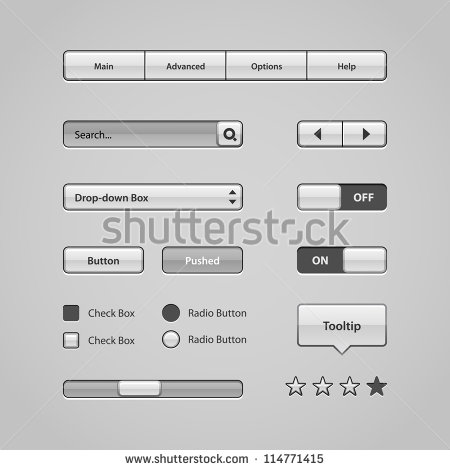 Main Advanced Options Help
Search...
Drop-down Box OFF
shutterstock
Button Pushed ON
Check Box Radio Button
Tooltip
Check Box Radio Button
www.shutterstock.com · 114771415